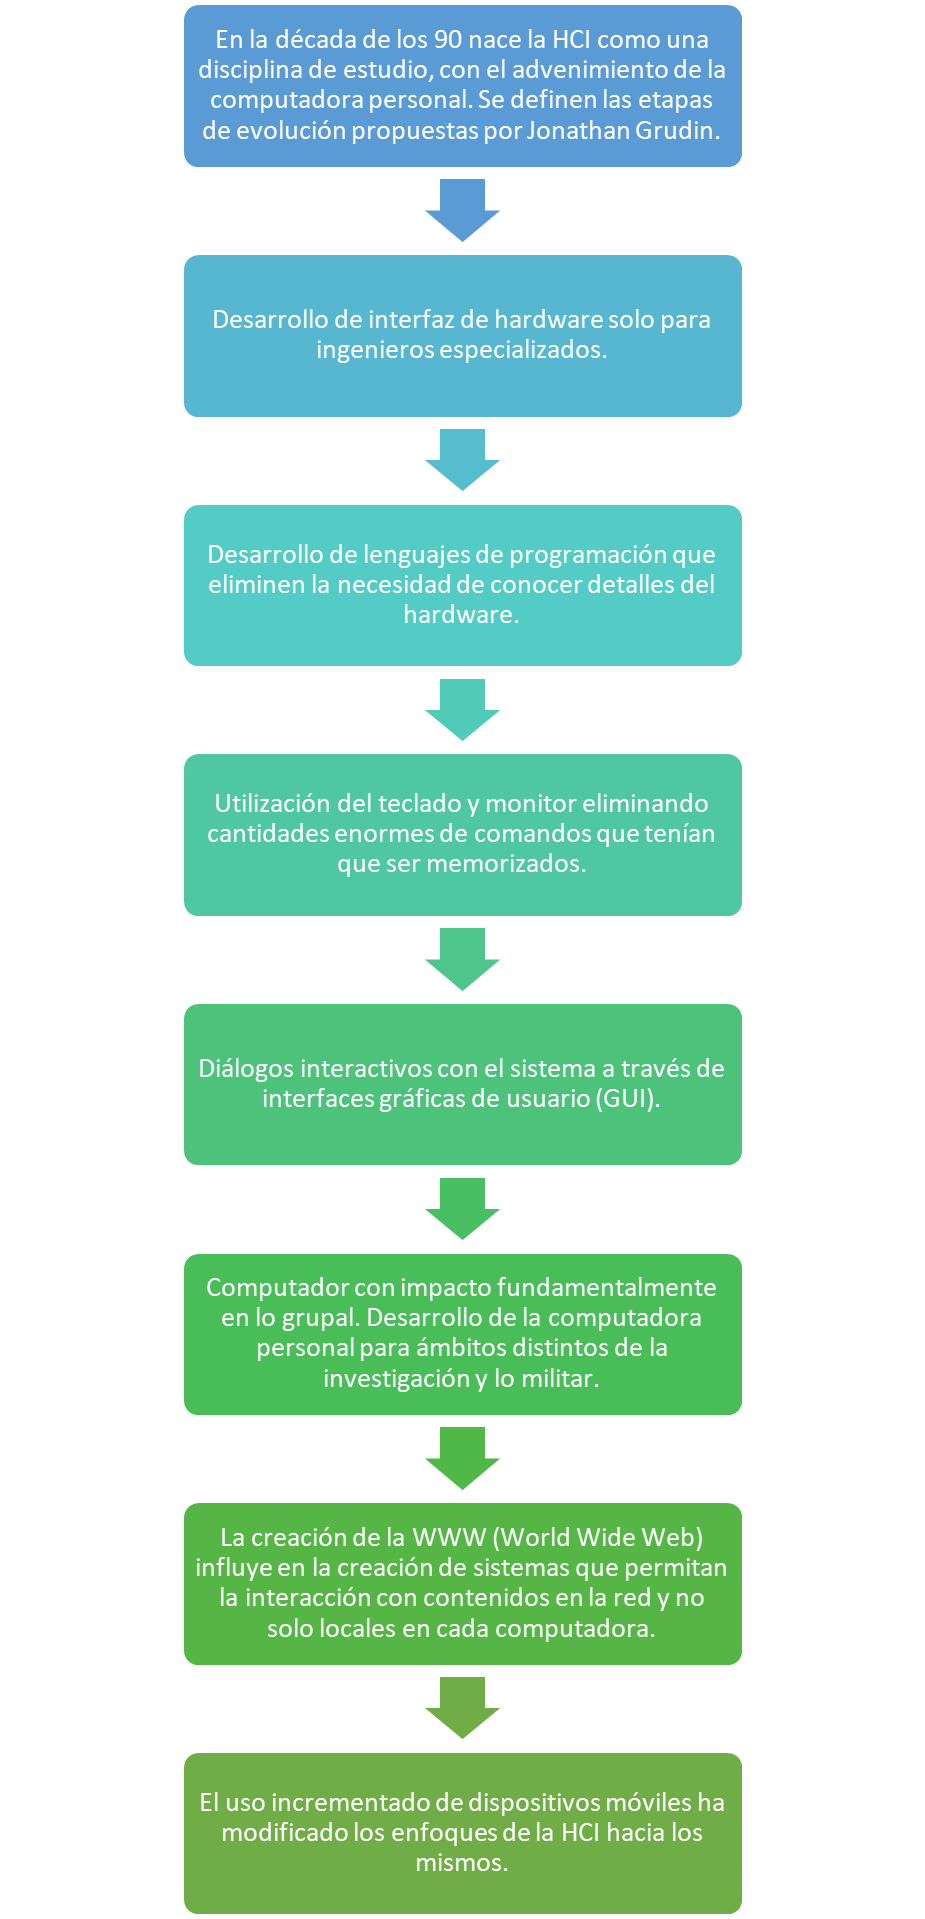 En la década de los 90 nace la HCI como una
disciplina de estudio, con el advenimiento de la
computadora personal. Se definen las etapas
de evolución propuestas por Jonathan Grudin.
Desarrollo de interfaz de hardware solo para
ingenieros especializados.
Desarrollo de lenguajes de programación que
eliminen la necesidad de conocer detalles del
hardware.
Utilización del teclado y monitor eliminando
cantidades enormes de comandos que tenían
que ser memorizados.
Diálogos interactivos con el sistema a través de
interfaces gráficas de usuario (GUI).
Computador con impacto fundamentalmente
en lo grupal. Desarrollo de la computadora
personal para ámbitos distintos de la
investigación y lo militar.
La creación de la WWW (World Wide Web)
influye en la creación de sistemas que permitan
la interacción con contenidos en la red y no
solo locales en cada computadora.
El uso incrementado de dispositivos móviles ha
modificado los enfoques de la HCI hacia los
mismos.